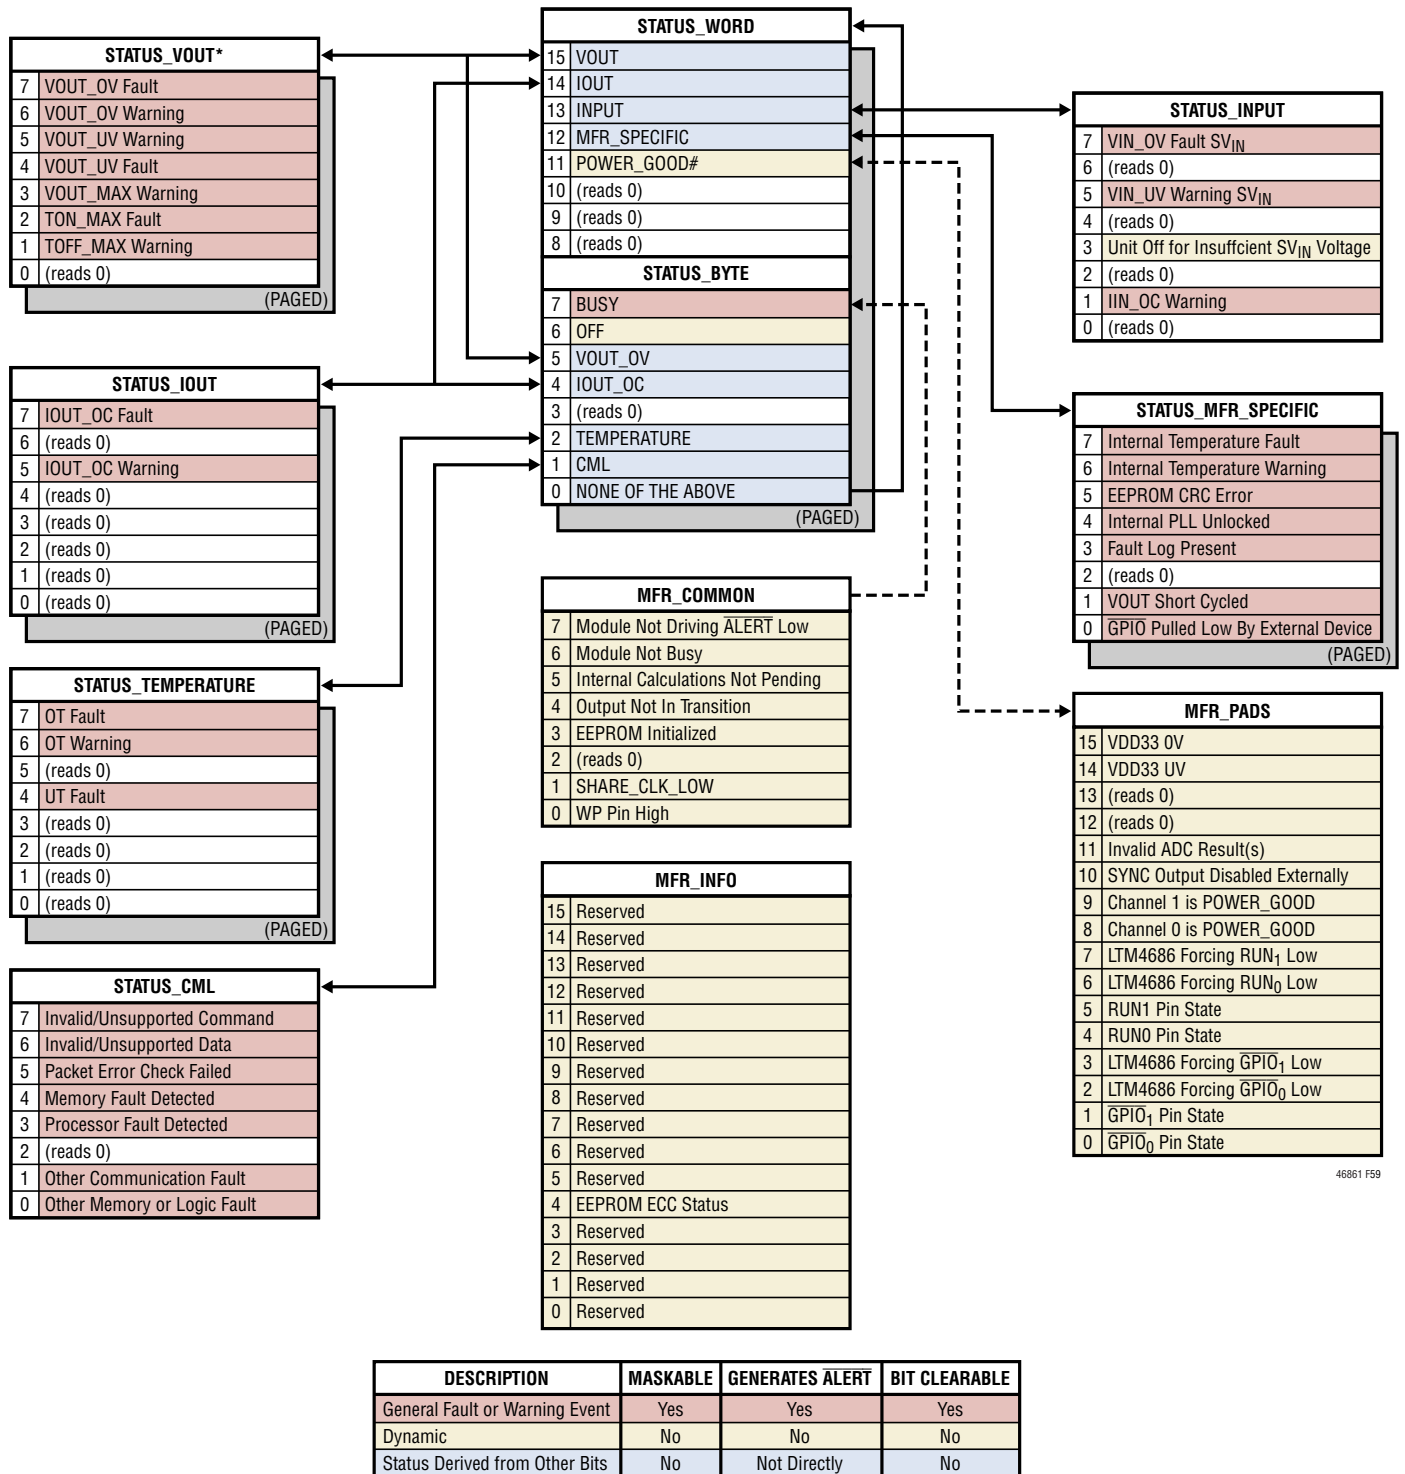 STATUS_VOUT*
7 VOUT_OV Fault
6 VOUT_OV Warning
5 VOUT_UV Warning
4 VOUT_UV Fault
3 VOUT_MAX Warning
2 TON_MAX Fault
1 TOFF_MAX Warning
0 (reads 0)
(PAGED)
STATUS_IOUT
7 IOUT_OC Fault
6 (reads 0)
5 IOUT_OC Warning
4 (reads 0)
3 (reads 0)
2 (reads 0)
1 (reads 0)
0 (reads 0)
(PAGED)
STATUS_TEMPERATURE
7 OT Fault
6 OT Warning
5 (reads 0)
4 UT Fault
3 (reads 0)
2 (reads 0)
1 (reads 0)
0 (reads 0)
(PAGED)
STATUS_CML
7 Invalid/Unsupported Command
6 Invalid/Unsupported Data
5 Packet Error Check Failed
4 Memory Fault Detected
3 Processor Fault Detected
2 (reads 0)
1 Other Communication Fault
0 Other Memory or Logic Fault
STATUS_WORD
15 VOUT
14 IOUT
13 INPUT
12 MFR_SPECIFIC
11 POWER_GOOD#
10 (reads 0)
9 (reads 0)
8 (reads 0)
STATUS_BYTE
7 BUSY
6 OFF
5 VOUT_OV
4 IOUT_OC
3 (reads 0)
2 TEMPERATURE
1 CML
0 NONE OF THE ABOVE
(PAGED)
MFR_COMMON
7 Module Not Driving A̅L̅E̅R̅T̅ Low
6 Module Not Busy
5 Internal Calculations Not Pending
4 Output Not In Transition
3 EEPROM Initialized
2 (reads 0)
1 SHARE_CLK_LOW
0 WP Pin High
MFR_INFO
15 Reserved
14 Reserved
13 Reserved
12 Reserved
11 Reserved
10 Reserved
9 Reserved
8 Reserved
7 Reserved
6 Reserved
5 Reserved
4 EEPROM ECC Status
3 Reserved
2 Reserved
1 Reserved
0 Reserved
STATUS_INPUT
7 VIN_OV Fault SVIN
6 (reads 0)
5 VIN_UV Warning SVIN
4 (reads 0)
3 Unit Off for Insuffcient SVIN Voltage
2 (reads 0)
1 IIN_OC Warning
0 (reads 0)
STATUS_MFR_SPECIFIC
7 Internal Temperature Fault
6 Internal Temperature Warning
5 EEPROM CRC Error
4 Internal PLL Unlocked
3 Fault Log Present
2 (reads 0)
1 VOUT Short Cycled
0 G̅P̅I̅O̅ Pulled Low By External Device
(PAGED)
MFR_PADS
15 VDD33 0V
14 VDD33 UV
13 (reads 0)
12 (reads 0)
11 Invalid ADC Result(s)
10 SYNC Output Disabled Externally
9 Channel 1 is POWER_GOOD
8 Channel 0 is POWER_GOOD
7 LTM4686 Forcing RUN1 Low
6 LTM4686 Forcing RUN0 Low
5 RUN1 Pin State
4 RUN0 Pin State
3 LTM4686 Forcing G̅P̅I̅O̅1 Low
2 LTM4686 Forcing G̅P̅I̅O̅0 Low
1 G̅P̅I̅O̅1 Pin State
0 G̅P̅I̅O̅0 Pin State
46861 F59
DESCRIPTION MASKABLE GENERATES A̅L̅E̅R̅T̅ BIT CLEARABLE
General Fault or Warning Event Yes Yes Yes
Dynamic No No No
Status Derived from Other Bits No Not Directly No